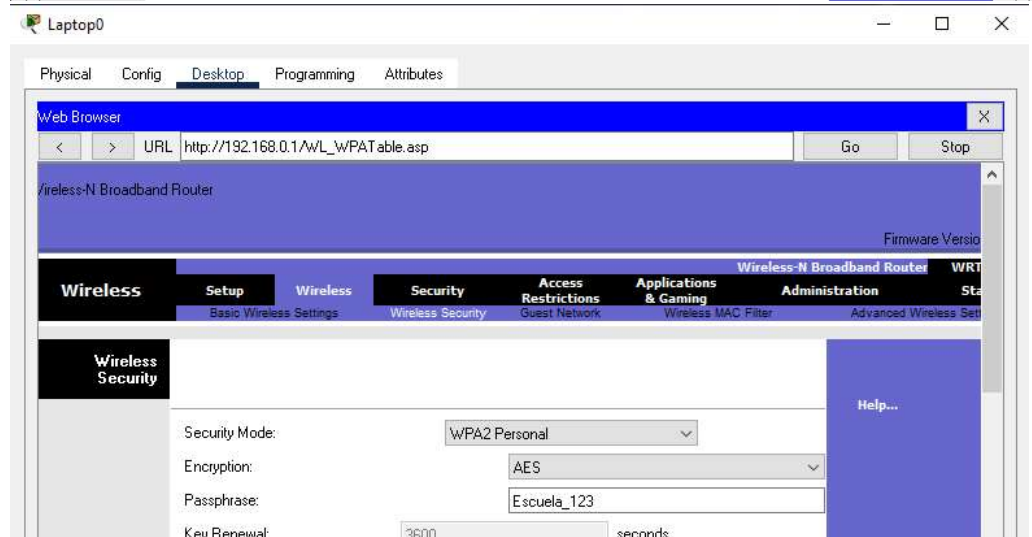 Laptop0
Physical Config Desktop Programming Attributes
Web Browser X
< > URL http://192.168.0.1/WL_WPATable.asp Go Stop
Wireless-N Broadband Router
Firmware Versio
Wireless-N Broadband Router WRT
Wireless Setup Wireless Security Access Restrictions Applications & Gaming Administration Sta
Basic Wireless Settings Wireless Security Guest Network Wireless MAC Filter Advanced Wireless Sett
Wireless
Security
Help...
Security Mode: WPA2 Personal
Encryption: AES
Passphrase: Escuela_123
Key Renewal: 3600 seconds